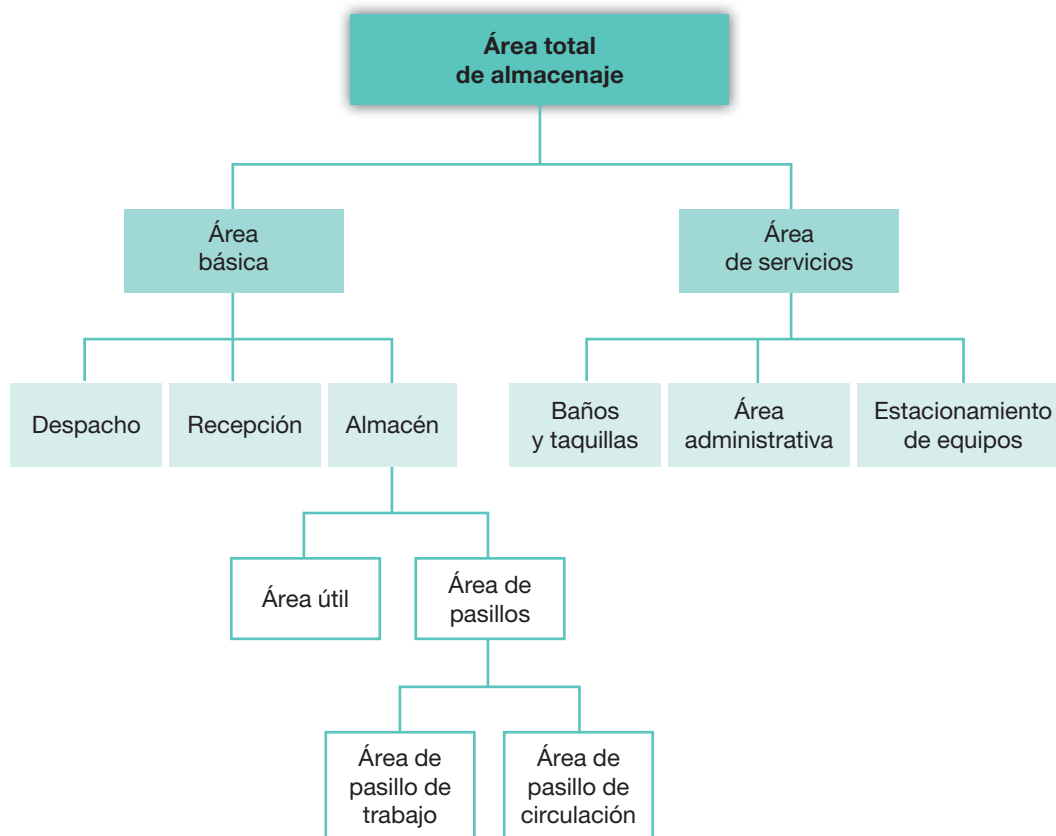 Área total
de almacenaje
Área
básica
Área
de servicios
Despacho
Recepción
Almacén
Baños
y taquillas
Área
administrativa
Estacionamiento
de equipos
Área útil
Área de
pasillos
Área de
pasillo de
trabajo
Área de
pasillo de
circulación